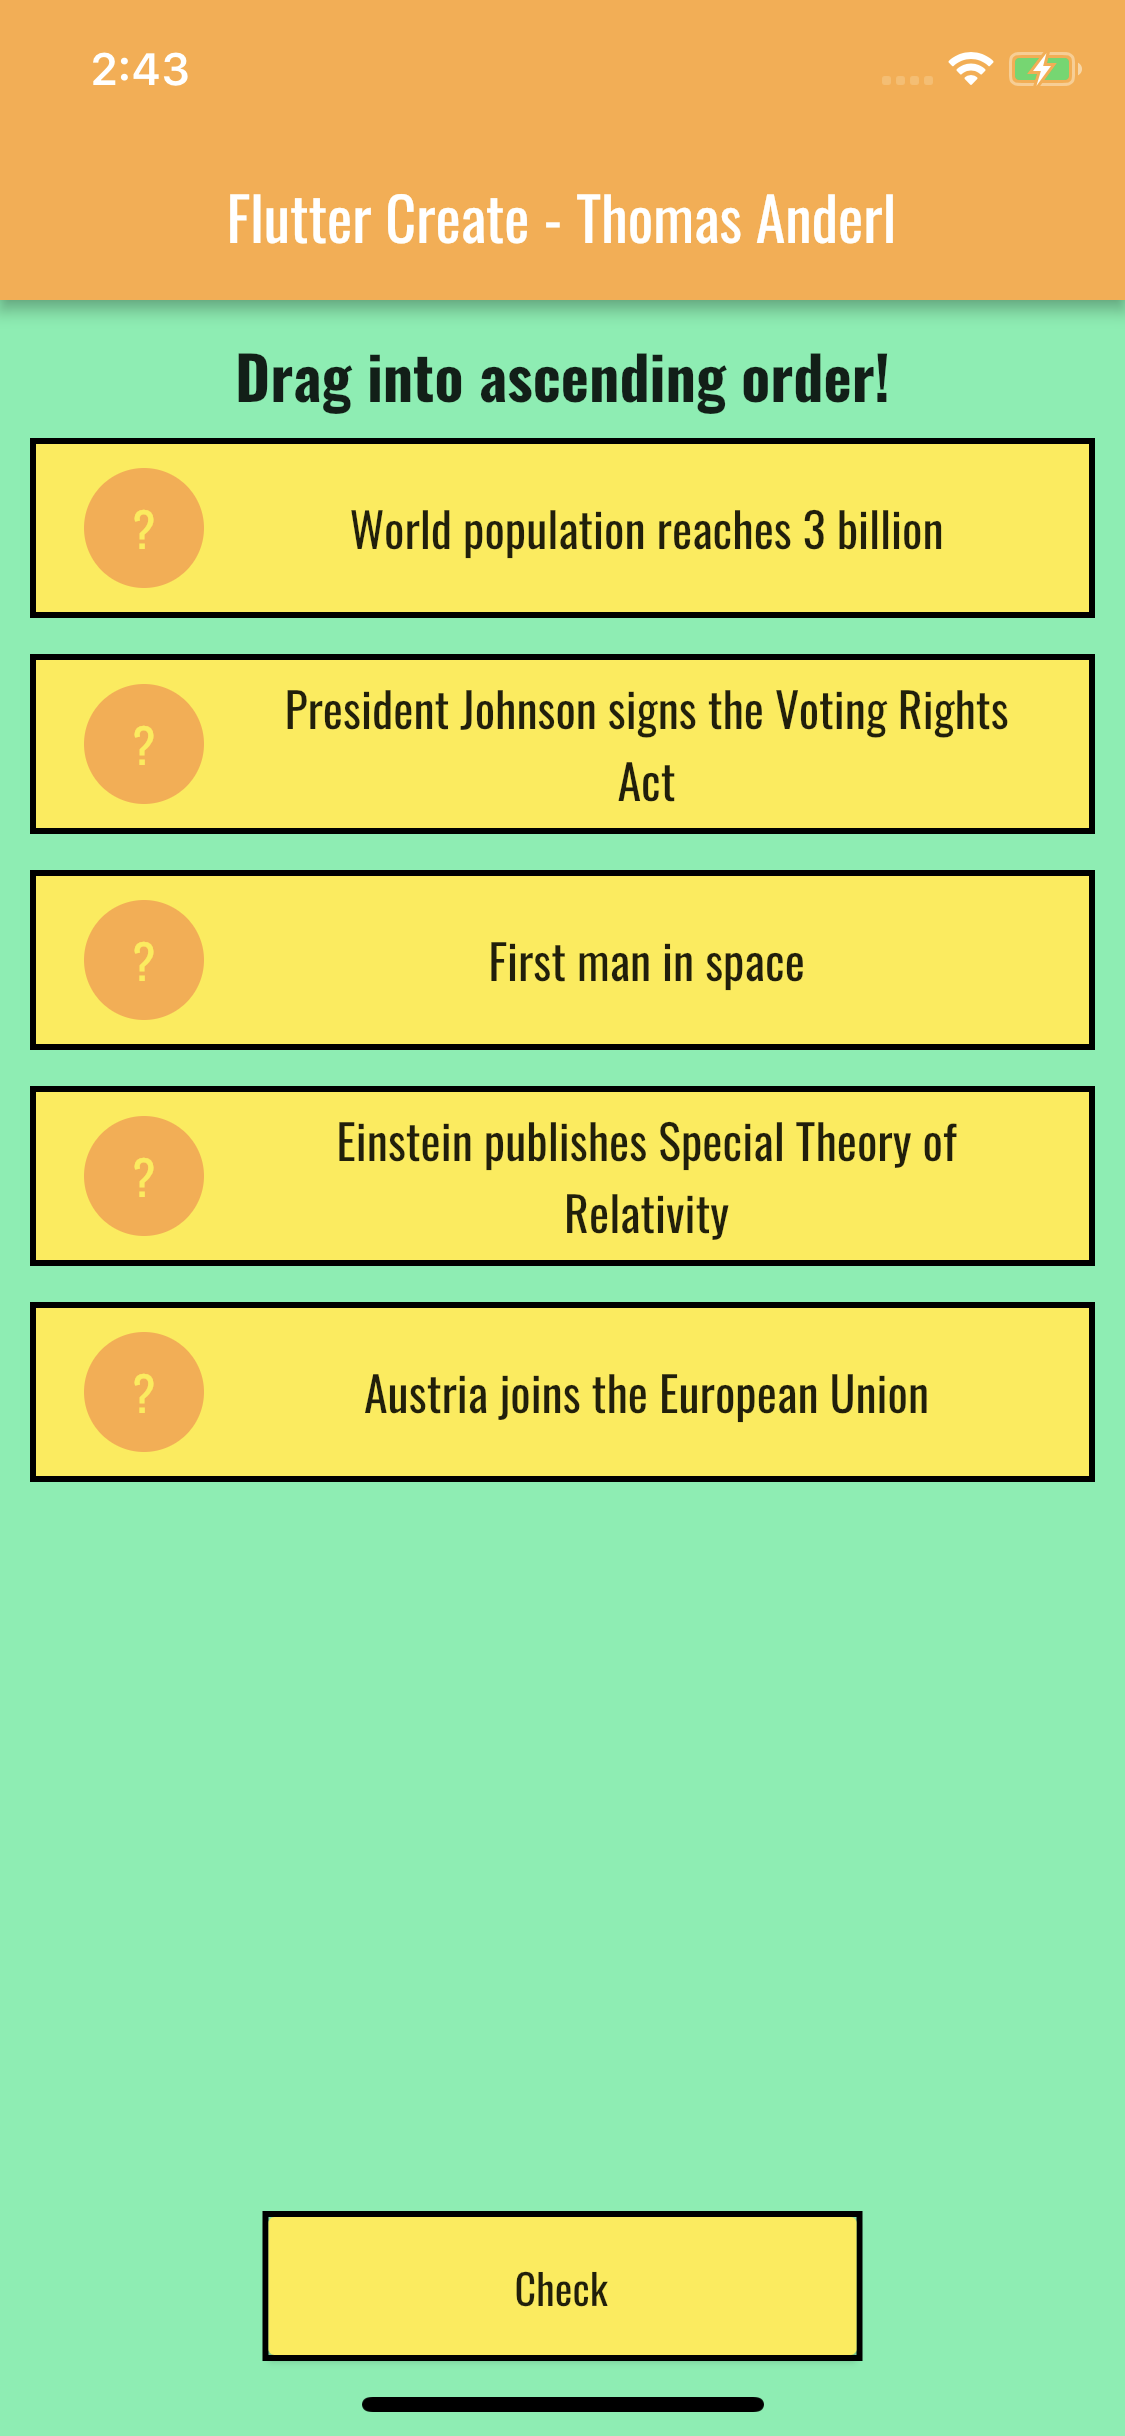 2:43
Flutter Create - Thomas Anderl
Drag into ascending order!
?
World population reaches 3 billion
?
President Johnson signs the Voting Rights
Act
?
First man in space
?
Einstein publishes Special Theory of
Relativity
?
Austria joins the European Union
Check